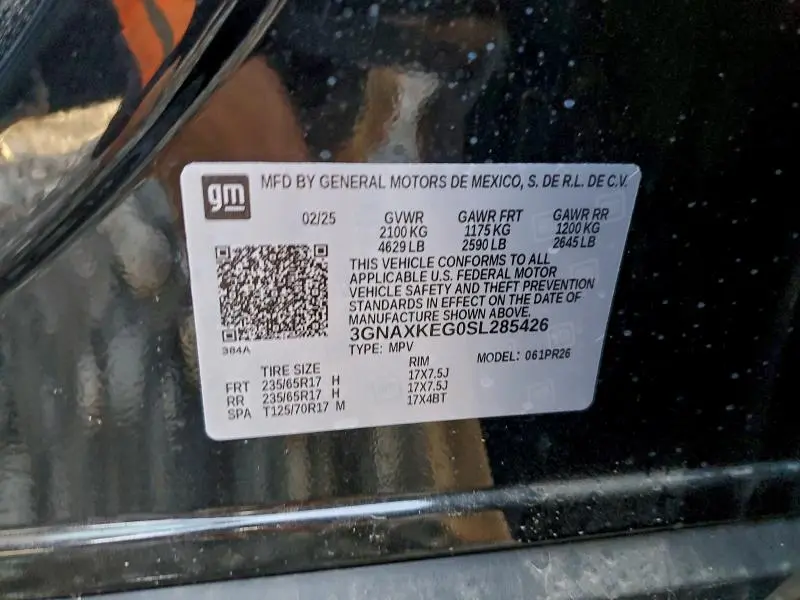 gm
MFD BY GENERAL MOTORS DE MEXICO, S. DE R.L. DE C.V.
02/25 GVWR GAWR FRT GAWR RR
2100 KG 1175 KG 1200 KG
4629 LB 2590 LB 2645 LB
THIS VEHICLE CONFORMS TO ALL
APPLICABLE U.S. FEDERAL MOTOR
VEHICLE SAFETY AND THEFT PREVENTION
STANDARDS IN EFFECT ON THE DATE OF
MANUFACTURE SHOWN ABOVE.
3GNAXKEG0SL285426
384A
TYPE: MPV MODEL: 061PR26
TIRE SIZE RIM
FRT 235/65R17 H 17X7.5J
RR 235/65R17 H 17X7.5J
SPA T125/70R17 M 17X4BT